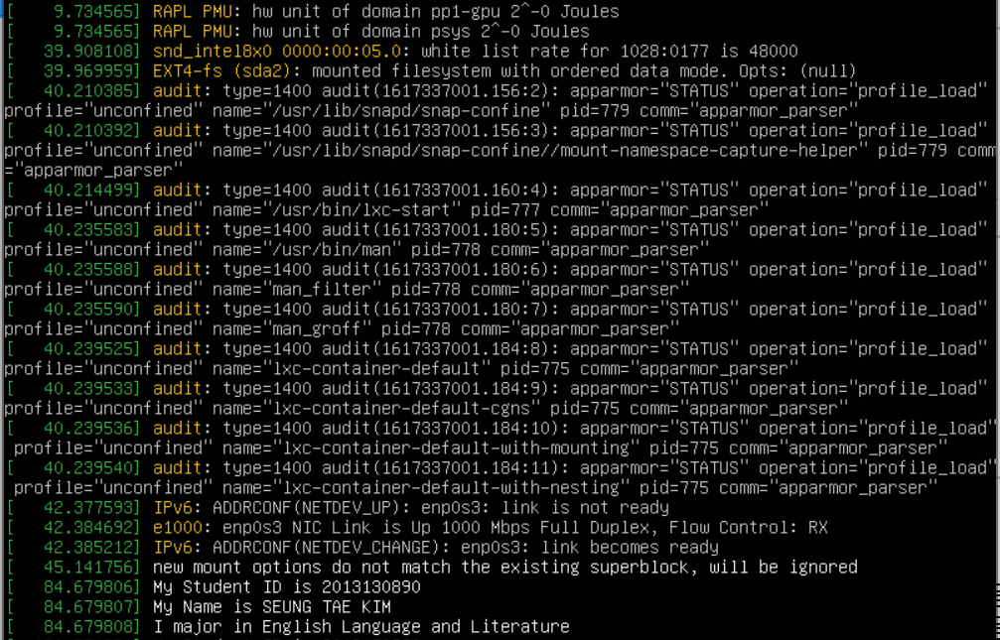 [    9.734565] RAPL PMU: hw unit of domain pp1-gpu 2^-0 Joules
[    9.734565] RAPL PMU: hw unit of domain psys 2^-0 Joules
[   39.908108] snd_intel8x0 0000:00:05.0: white list rate for 1028:0177 is 48000
[   39.969959] EXT4-fs (sda2): mounted filesystem with ordered data mode. Opts: (null)
[   40.210385] audit: type=1400 audit(1617337001.156:2): apparmor="STATUS" operation="profile_load"
profile="unconfined" name="/usr/lib/snapd/snap-confine" pid=779 comm="apparmor_parser"
[   40.210392] audit: type=1400 audit(1617337001.156:3): apparmor="STATUS" operation="profile_load"
profile="unconfined" name="/usr/lib/snapd/snap-confine//mount-namespace-capture-helper" pid=779 comm
="apparmor_parser"
[   40.214499] audit: type=1400 audit(1617337001.160:4): apparmor="STATUS" operation="profile_load"
profile="unconfined" name="/usr/bin/lxc-start" pid=777 comm="apparmor_parser"
[   40.235583] audit: type=1400 audit(1617337001.180:5): apparmor="STATUS" operation="profile_load"
profile="unconfined" name="/usr/bin/man" pid=778 comm="apparmor_parser"
[   40.235588] audit: type=1400 audit(1617337001.180:6): apparmor="STATUS" operation="profile_load"
profile="unconfined" name="man_filter" pid=778 comm="apparmor_parser"
[   40.235590] audit: type=1400 audit(1617337001.180:7): apparmor="STATUS" operation="profile_load"
profile="unconfined" name="man_groff" pid=778 comm="apparmor_parser"
[   40.239525] audit: type=1400 audit(1617337001.184:8): apparmor="STATUS" operation="profile_load"
profile="unconfined" name="lxc-container-default" pid=775 comm="apparmor_parser"
[   40.239533] audit: type=1400 audit(1617337001.184:9): apparmor="STATUS" operation="profile_load"
profile="unconfined" name="lxc-container-default-cgns" pid=775 comm="apparmor_parser"
[   40.239536] audit: type=1400 audit(1617337001.184:10): apparmor="STATUS" operation="profile_load"
 profile="unconfined" name="lxc-container-default-with-mounting" pid=775 comm="apparmor_parser"
[   40.239540] audit: type=1400 audit(1617337001.184:11): apparmor="STATUS" operation="profile_load"
 profile="unconfined" name="lxc-container-default-with-nesting" pid=775 comm="apparmor_parser"
[   42.377593] IPv6: ADDRCONF(NETDEV_UP): enp0s3: link is not ready
[   42.384692] e1000: enp0s3 NIC Link is Up 1000 Mbps Full Duplex, Flow Control: RX
[   42.385212] IPv6: ADDRCONF(NETDEV_CHANGE): enp0s3: link becomes ready
[   45.141756] new mount options do not match the existing superblock, will be ignored
[   84.679806] My Student ID is 2013130890
[   84.679807] My Name is SEUNG TAE KIM
[   84.679808] I major in English Language and Literature